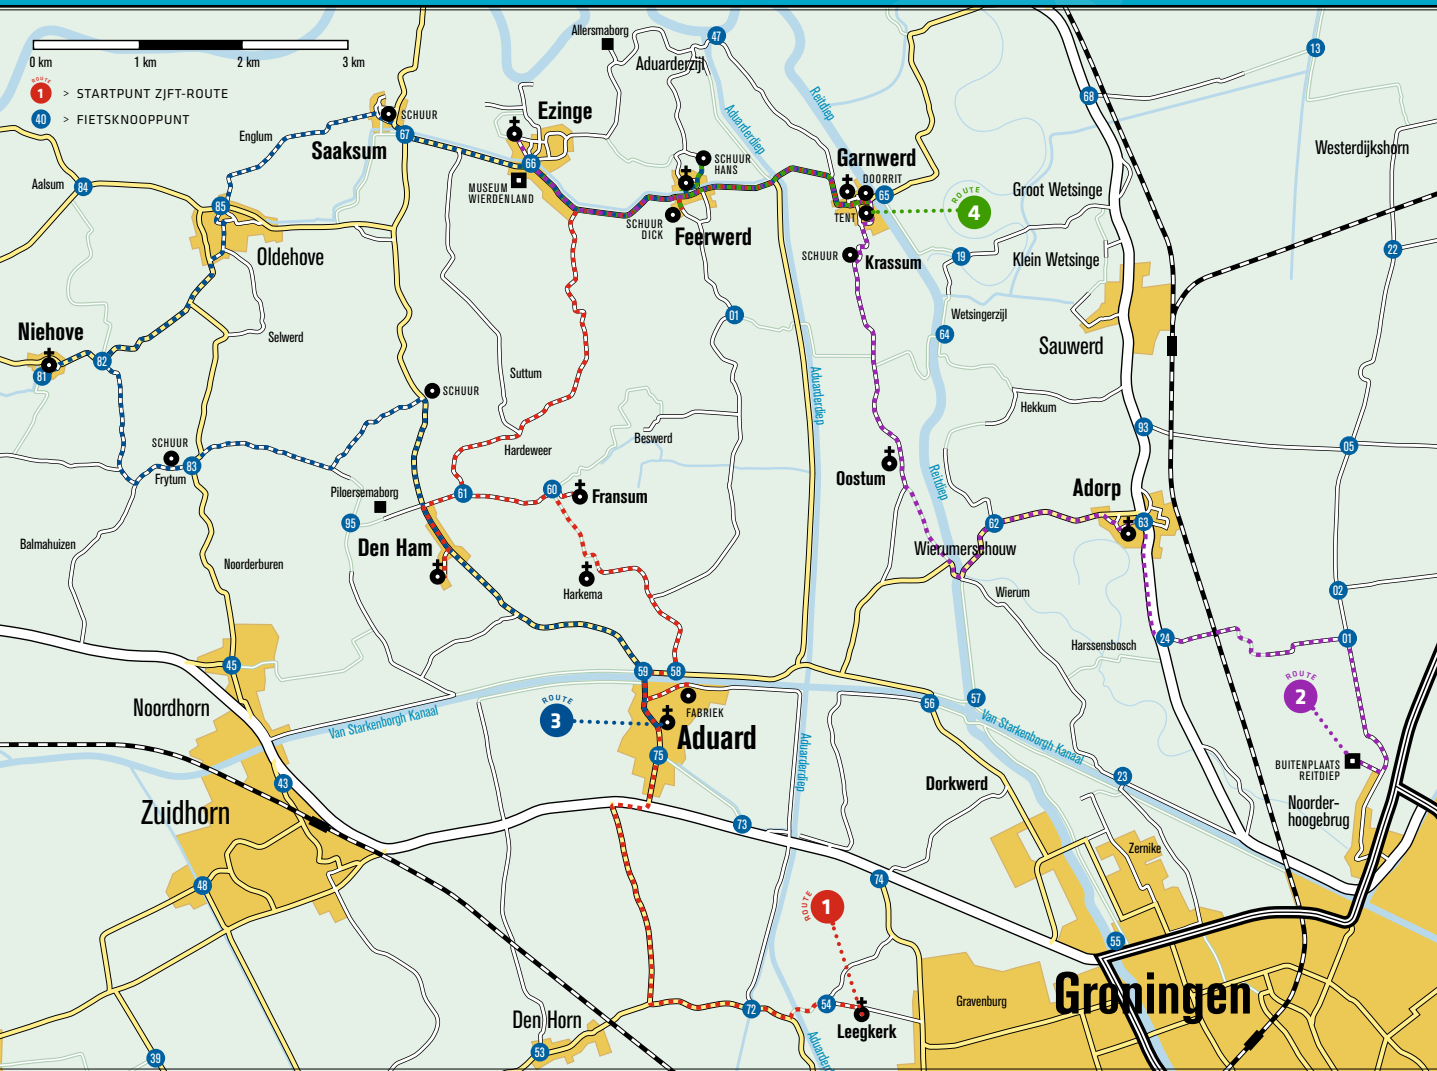 0 km
1 km
2 km
3 km
ROUTE
1
> STARTPUNT ZJFT-ROUTE
40
> FIETSKNOOPPUNT
Allersmaborg
47
Aduarderzijl
13
68
Reitdiep
Aduarderdiep
SCHUUR
Ezinge
Englum
67
Saaksum
Westerdijkshorn
Garnwerd
SCHUUR
HANS
66
DOORRIT
Aalsum
84
MUSEUM
WIERDENLAND
65
ROUTE
4
Groot Wetsinge
85
TENT
SCHUUR
DICK
Feerwerd
22
Oldehove
SCHUUR
Krassum
19
Klein Wetsinge
01
Wetsingerzijl
Niehove
Selwerd
64
Sauwerd
82
81
Suttum
Aduarderdiep
SCHUUR
Hekkum
93
Hardeweer
Beswerd
05
SCHUUR
83
Frytum
Oostum
Reitdiep
Piloersemaborg
61
60
Fransum
Adorp
95
62
63
Balmahuizen
Den Ham
Wierumerschouw
Noorderburen
Harkema
Wierum
02
24
01
Harssensbosch
45
59
58
ROUTE
2
Noordhorn
Van Starkenborgh Kanaal
ROUTE
3
FABRIEK
56
57
Van Starkenborgh Kanaal
Aduard
75
Aduarderdiep
BUITENPLAATS
REITDIEP
43
23
Dorkwerd
Zuidhorn
Noorder-
hoogebrug
73
Zernike
48
74
ROUTE
1
55
Groningen
Gravenburg
72
54
Leegkerk
Den Horn
53
39
Aduarder